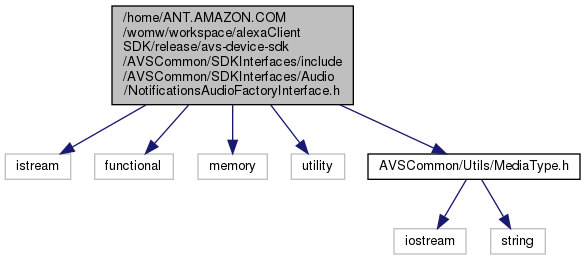 /home/ANT.AMAZON.COM
/womw/workspace/alexaClient
SDK/release/avs-device-sdk
/AVSCommon/SDKInterfaces/include
/AVSCommon/SDKInterfaces/Audio
/NotificationsAudioFactoryInterface.h
istream
functional
memory
utility
AVSCommon/Utils/MediaType.h
iostream
string